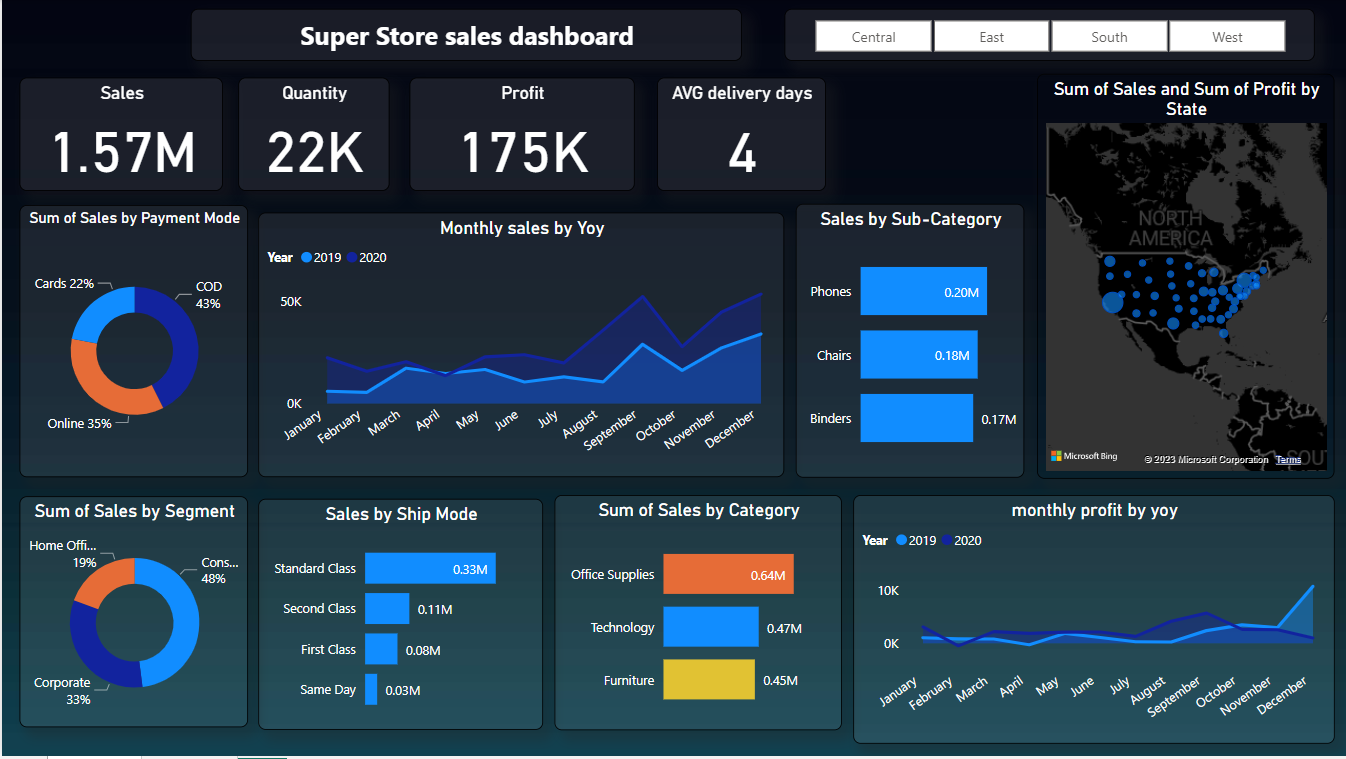 Super Store sales dashboard
Central East South West
Sales
1.57M
Quantity
22K
Profit
175K
AVG delivery days
4
Sum of Sales and Sum of Profit by
State
NORTH
AMERICA
Microsoft Bing
© 2023 Microsoft Corporation Terms
Sum of Sales by Payment Mode
Cards 22%
COD
43%
Online 35%
Monthly sales by Yoy
Year 2019 2020
50K
0K
January
February
March
April
May
June
July
August
September
October
November
December
Sales by Sub-Category
Phones 0.20M
Chairs 0.18M
Binders 0.17M
Sum of Sales by Segment
Home Offi...
19%
Cons...
48%
Corporate
33%
Sales by Ship Mode
Standard Class 0.33M
Second Class 0.11M
First Class 0.08M
Same Day 0.03M
Sum of Sales by Category
Office Supplies 0.64M
Technology 0.47M
Furniture 0.45M
monthly profit by yoy
Year 2019 2020
10K
0K
January
February
March
April
May
June
July
August
September
October
November
December